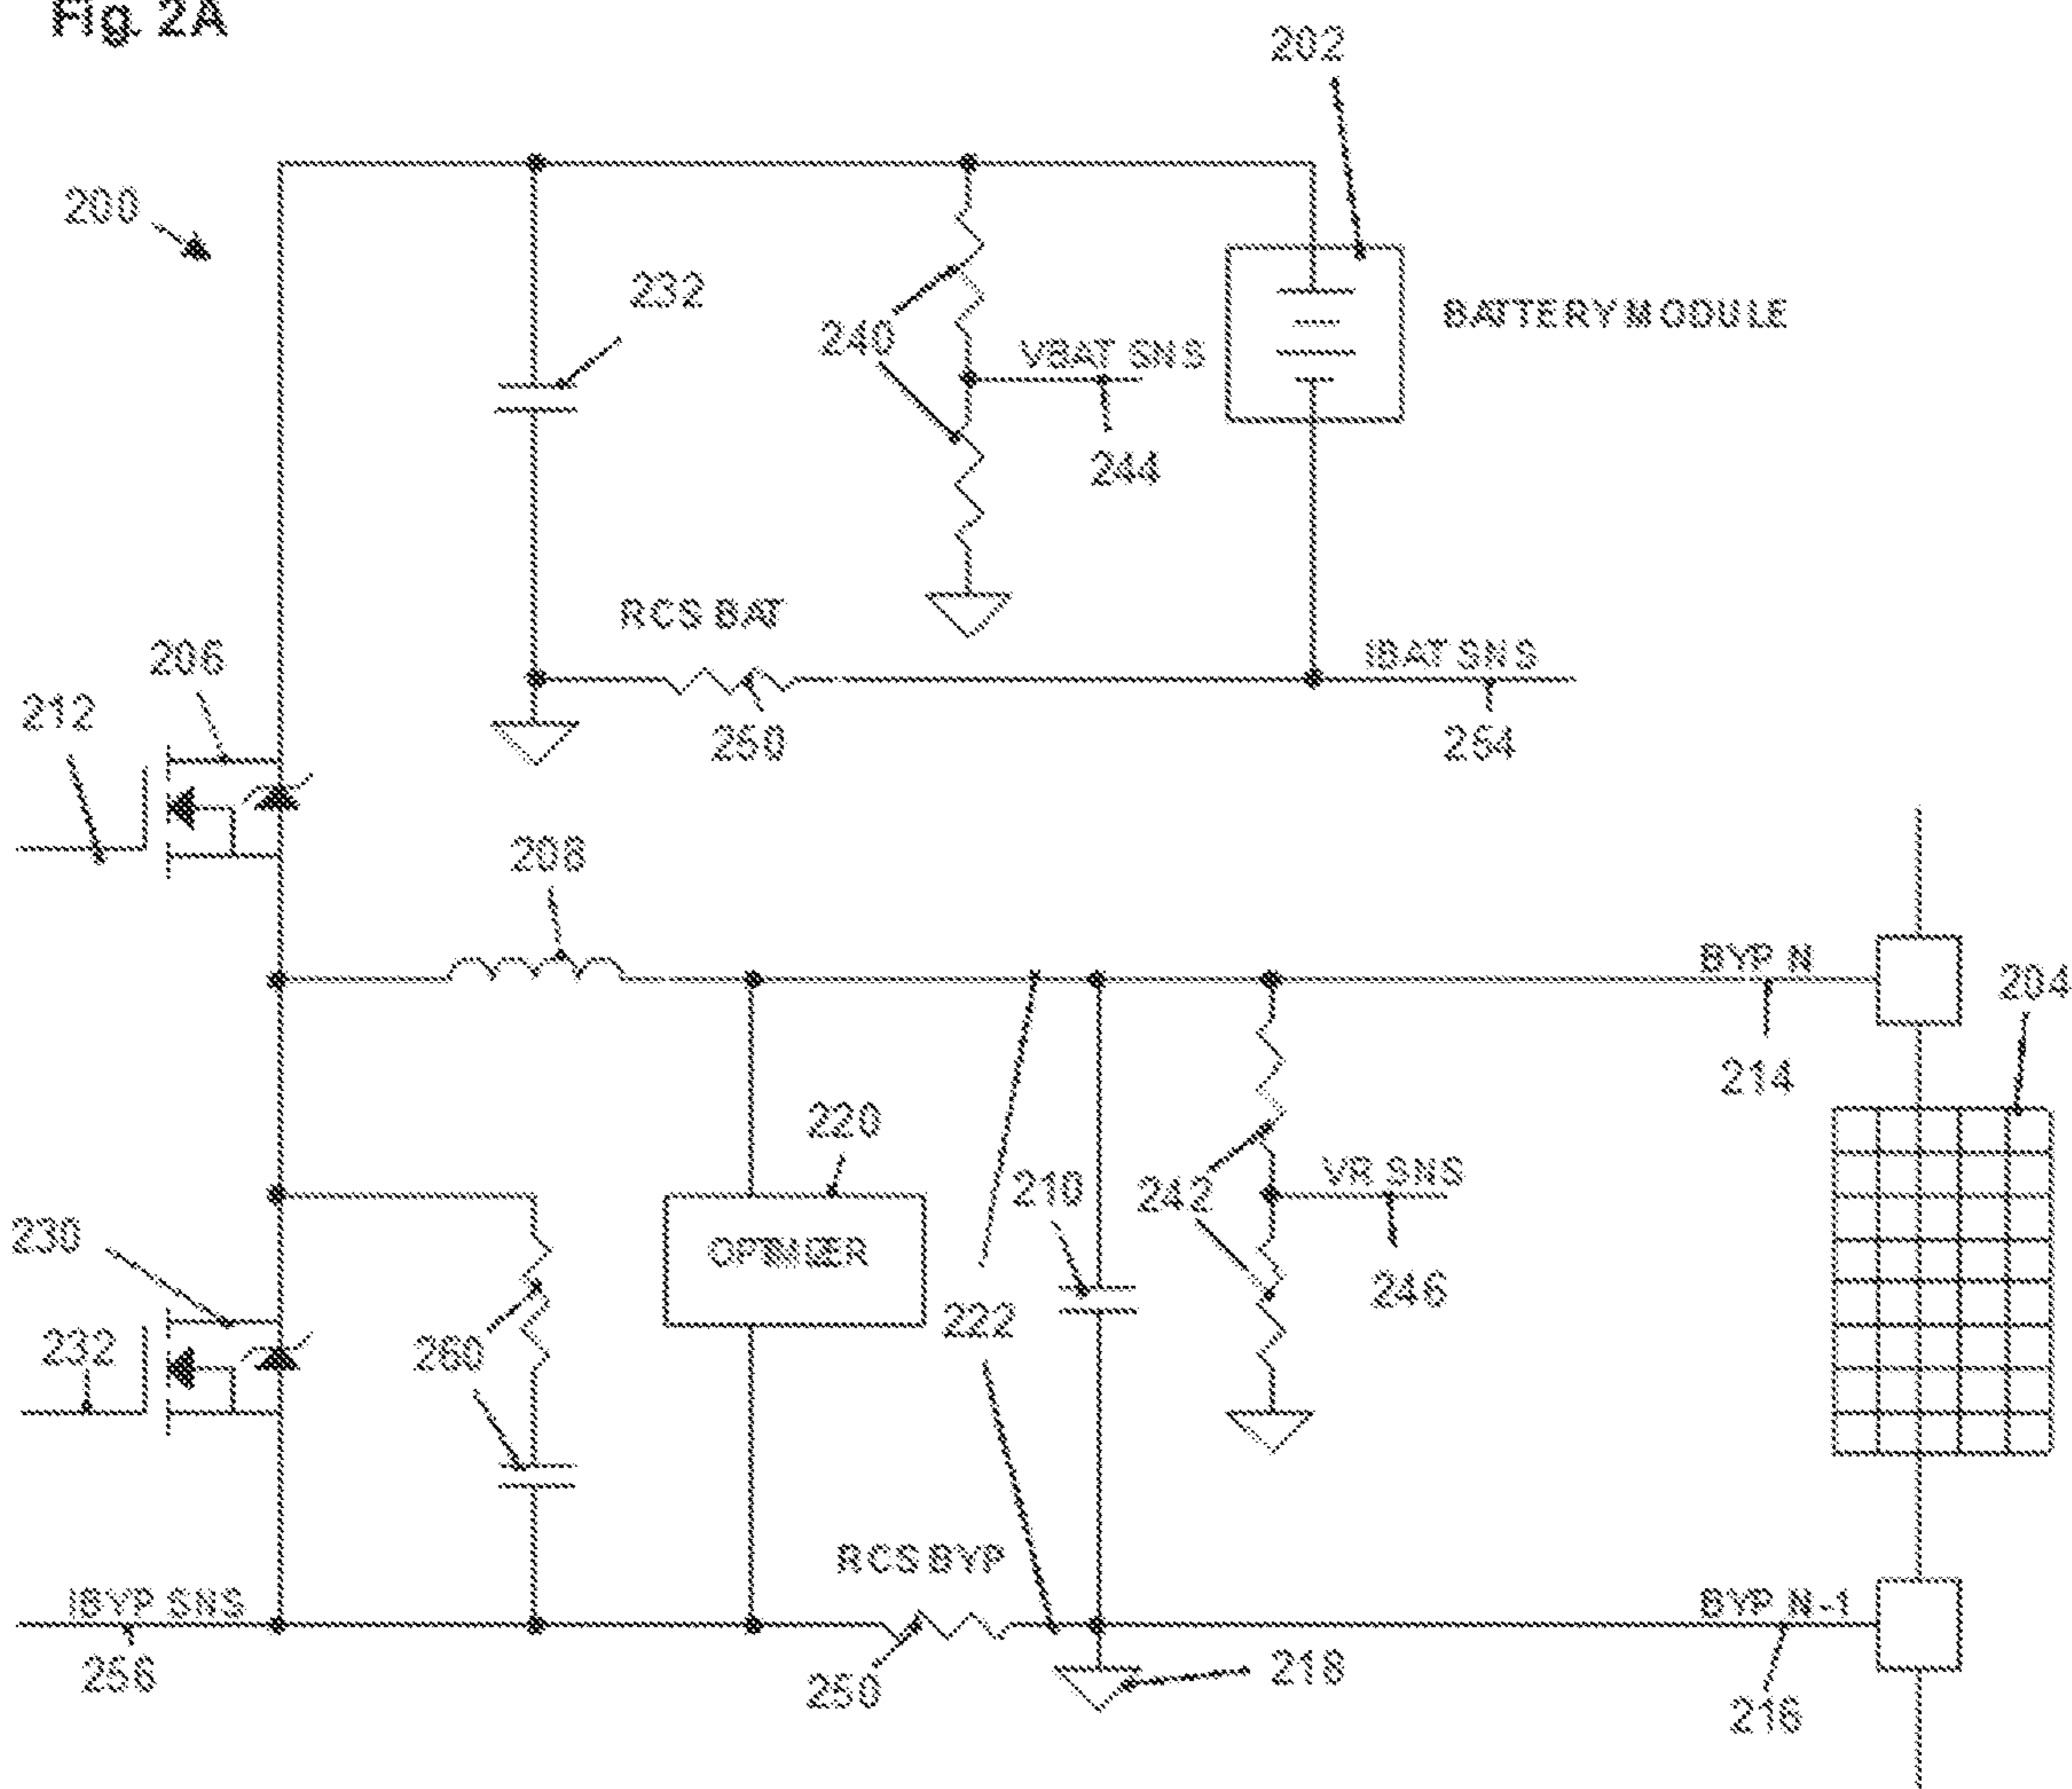 Fig. 2A
202
200
232
240
VBAT SNS
BATTERY MODULE
244
RCS BAT
206
IBAT SNS
212
250
254
208
BYP N
204
214
220
210
242
VR SNS
230
OPTIMIZER
246
232
260
222
RCS BYP
IBYP SNS
BYP N-1
256
250
218
216